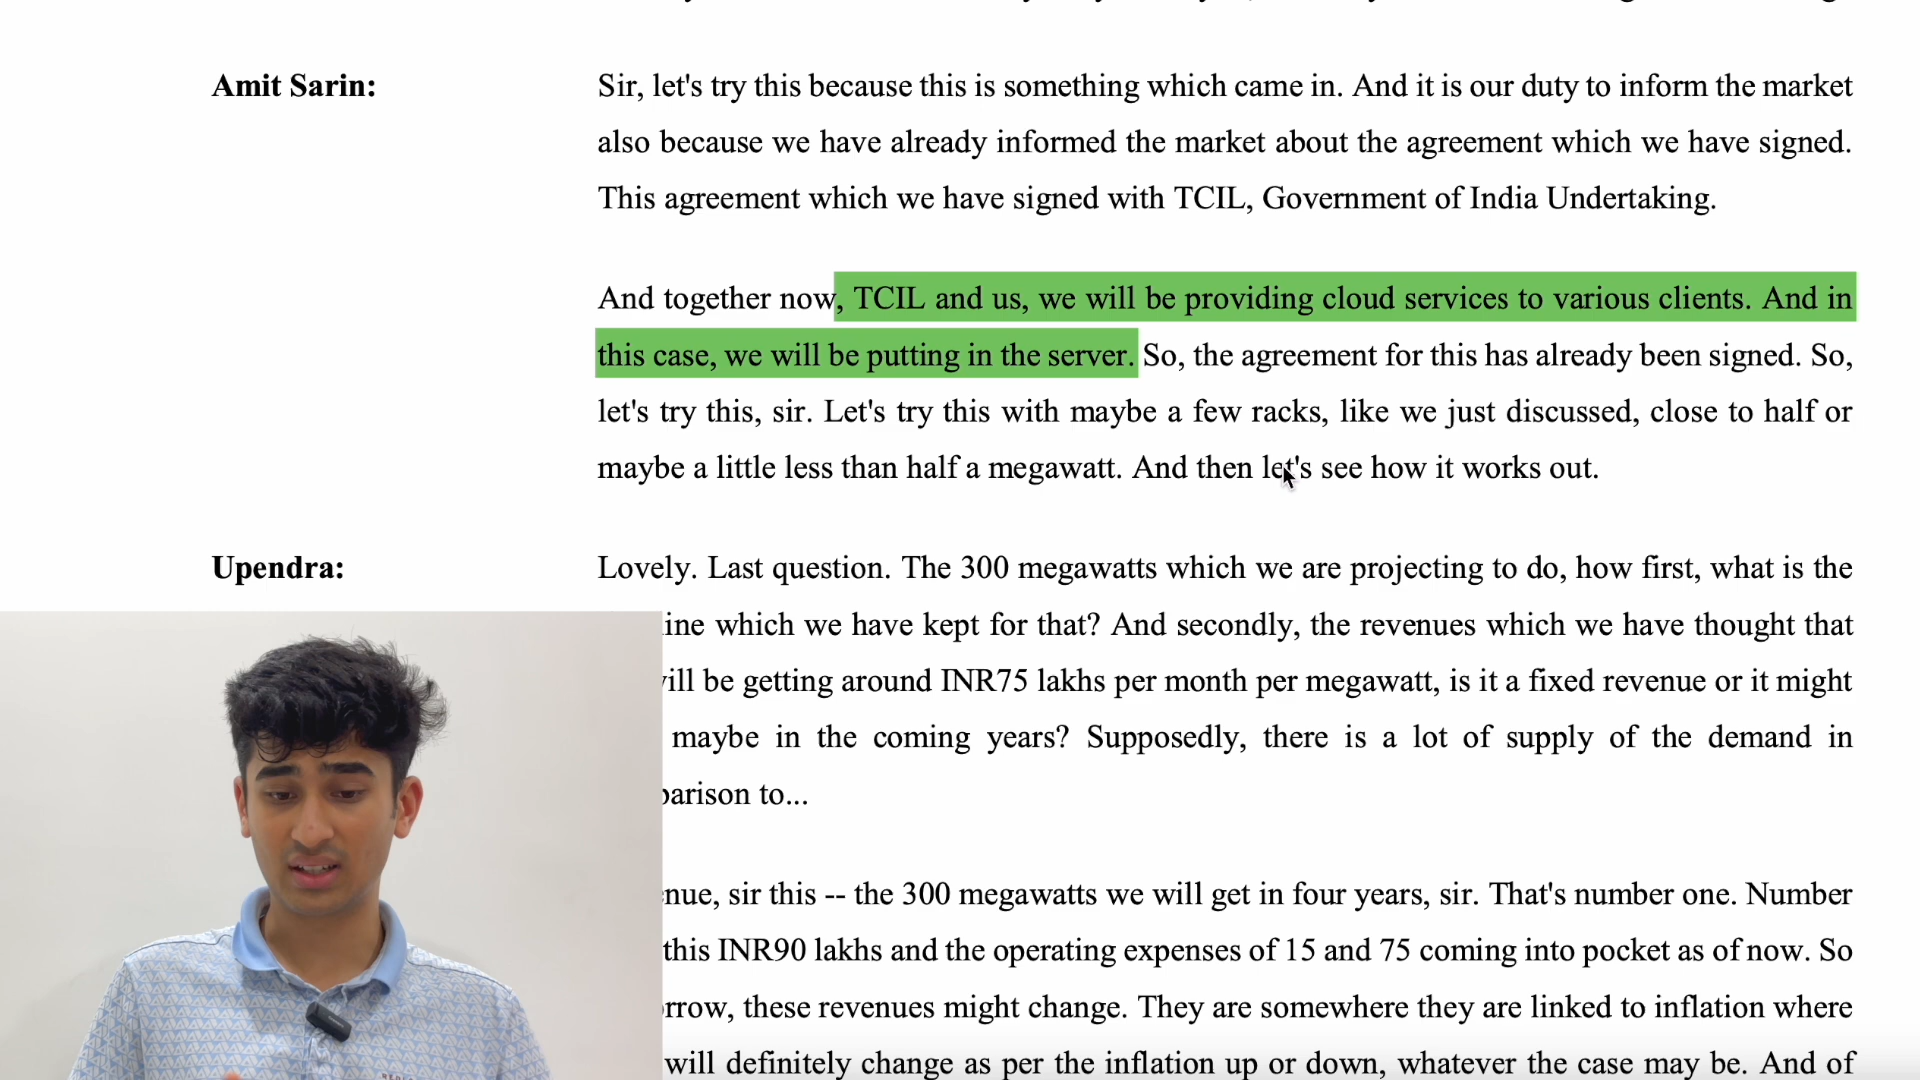 Amit Sarin:
Sir, let's try this because this is something which came in. And it is our duty to inform the market
also because we have already informed the market about the agreement which we have signed.
This agreement which we have signed with TCIL, Government of India Undertaking.
And together now, TCIL and us, we will be providing cloud services to various clients. And in
this case, we will be putting in the server. So, the agreement for this has already been signed. So,
let's try this, sir. Let's try this with maybe a few racks, like we just discussed, close to half or
maybe a little less than half a megawatt. And then let's see how it works out.
Upendra:
Lovely. Last question. The 300 megawatts which we are projecting to do, how first, what is the
which we have kept for that? And secondly, the revenues which we have thought that
be getting around INR75 lakhs per month per megawatt, is it a fixed revenue or it might
maybe in the coming years? Supposedly, there is a lot of supply of the demand in
to...
sir this -- the 300 megawatts we will get in four years, sir. That's number one. Number
this INR90 lakhs and the operating expenses of 15 and 75 coming into pocket as of now. So
these revenues might change. They are somewhere they are linked to inflation where
will definitely change as per the inflation up or down, whatever the case may be. And of